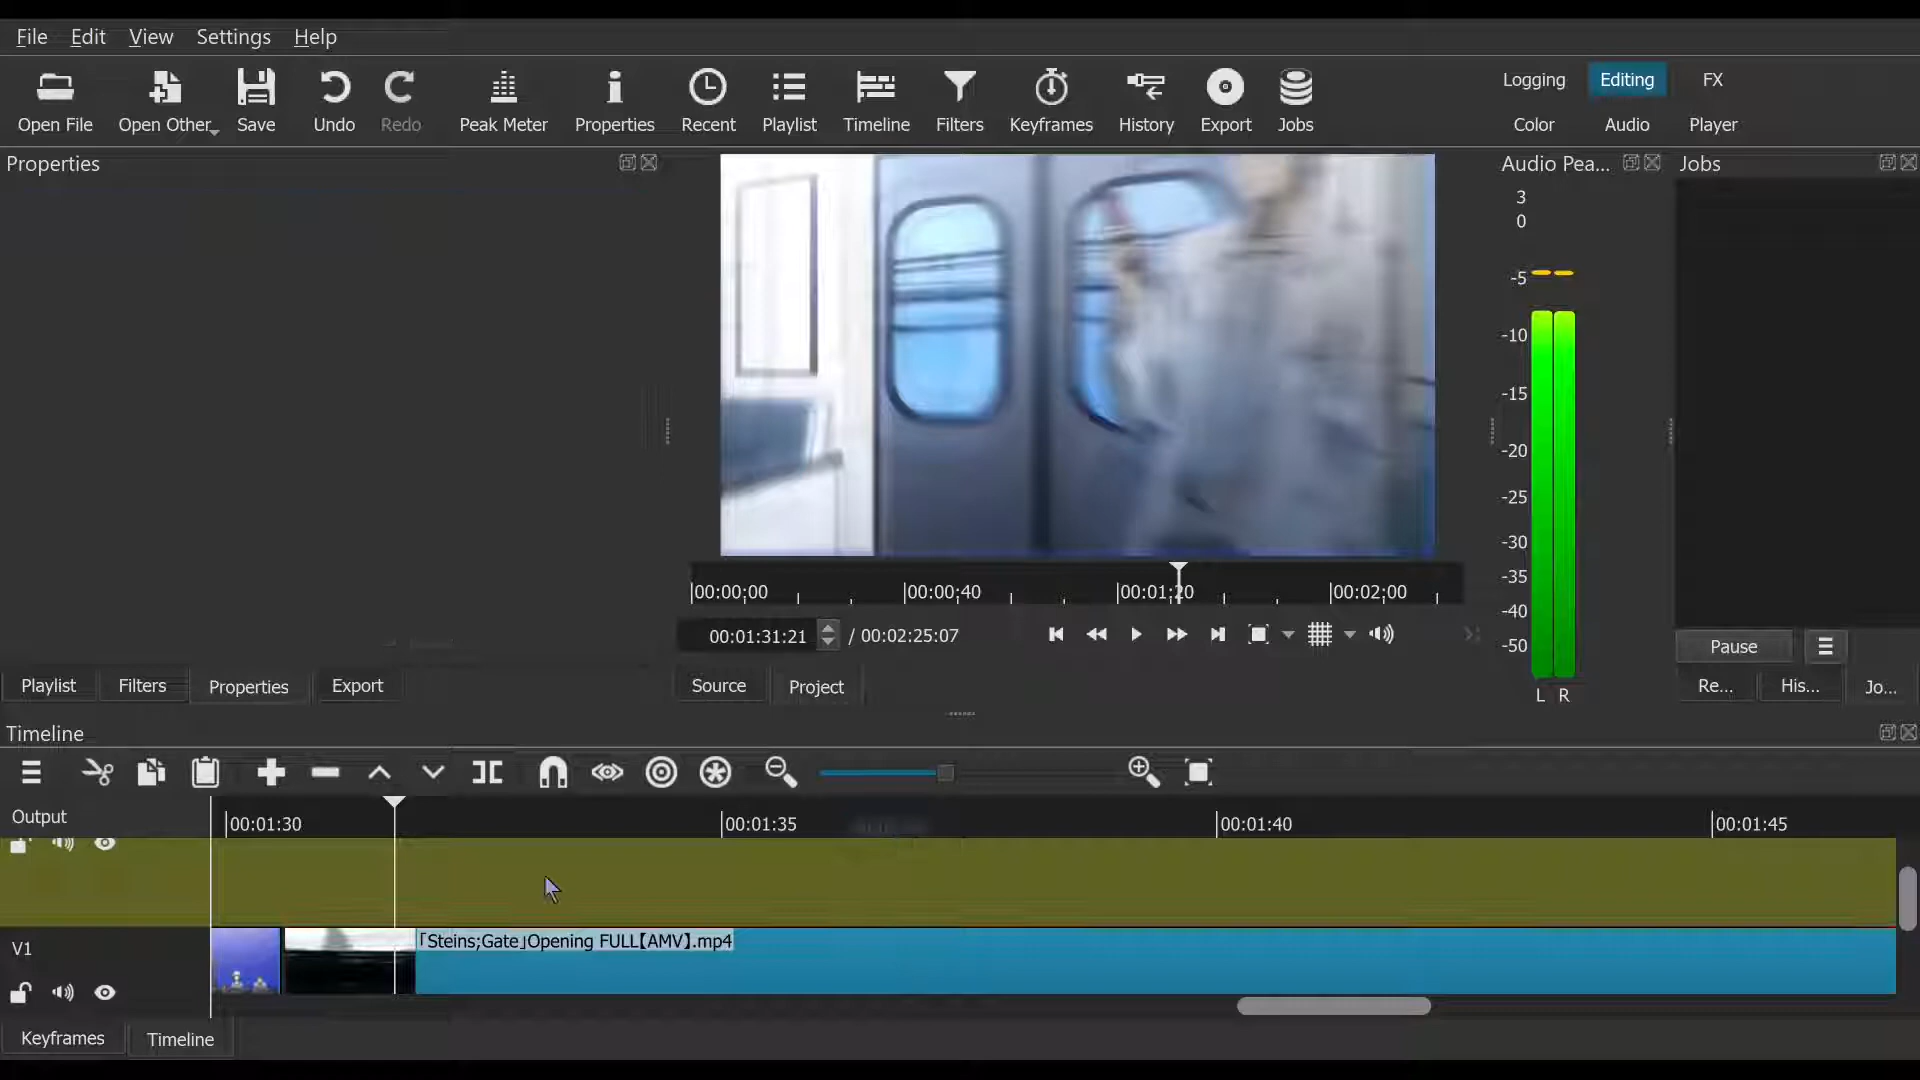 File Edit View Settings Help
Open File Open Other... Save Undo Redo Peak Meter Properties Recent Playlist Timeline Filters Keyframes History Export Jobs
Logging Editing FX
Color Audio Player
Properties
Audio Pea...
Jobs
3
0
-5
-10
-15
-20
-25
-30
-35
-40
-50
L R
00:00:00 00:00:40 00:01:20 00:02:00
00:01:31:21 / 00:02:25:07
Pause
Playlist Filters Properties Export
Source Project
Re... His... Jo...
Timeline
Output
00:01:30 00:01:35 00:01:40 00:01:45
V1
「Steins;Gate」Opening FULL【AMV】.mp4
Keyframes Timeline